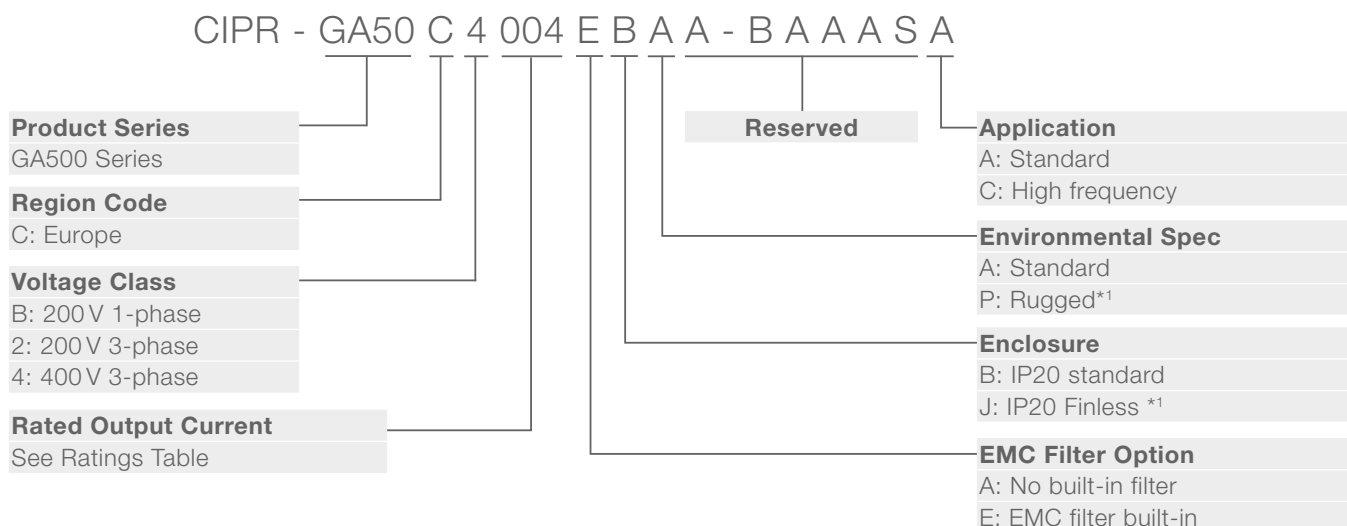 CIPR - GA50 C 4 004 E B A A - B A A A S A
Product Series
GA500 Series
Region Code
C: Europe
Voltage Class
B: 200 V 1-phase
2: 200 V 3-phase
4: 400 V 3-phase
Rated Output Current
See Ratings Table
Reserved
Application
A: Standard
C: High frequency
Environmental Spec
A: Standard
P: Rugged*1
Enclosure
B: IP20 standard
J: IP20 Finless *1
EMC Filter Option
A: No built-in filter
E: EMC filter built-in